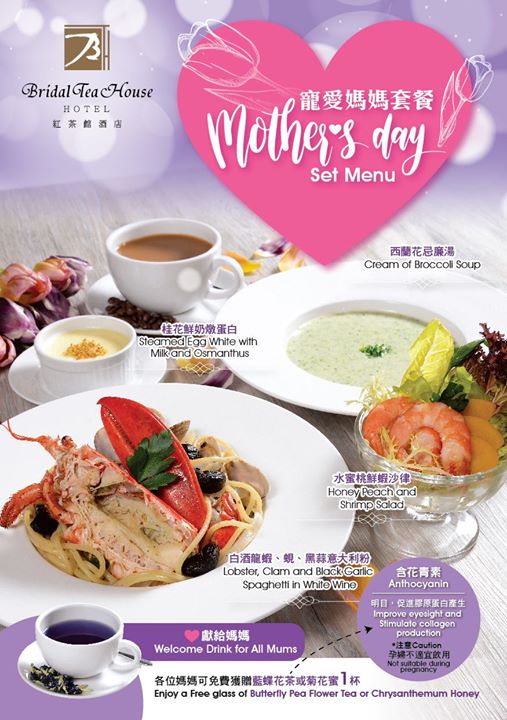 Bridal Tea House
HOTEL
紅茶館酒店
寵愛媽媽套餐
Mother's day
Set Menu
西蘭花忌廉湯
Cream of Broccoli Soup
桂花鮮奶燉蛋白
Steamed Egg White with
Milk and Osmanthus
水蜜桃鮮蝦沙律
Honey Peach and
Shrimp Salad
白酒龍蝦、蜆、黑蒜意大利粉
Lobster, Clam and Black Garlic
Spaghetti in White Wine
含花青素
Anthocyanin
明目，促進膠原蛋白產生
Improve eyesight and
Stimulate collagen
production
*注意Caution
孕婦不適宜飲用
Not suitable during
pregnancy
獻給媽媽
Welcome Drink for All Mums
各位媽媽可免費獲贈藍蝶花茶或菊花蜜1杯
Enjoy a Free glass of Butterfly Pea Flower Tea or Chrysanthemum Honey